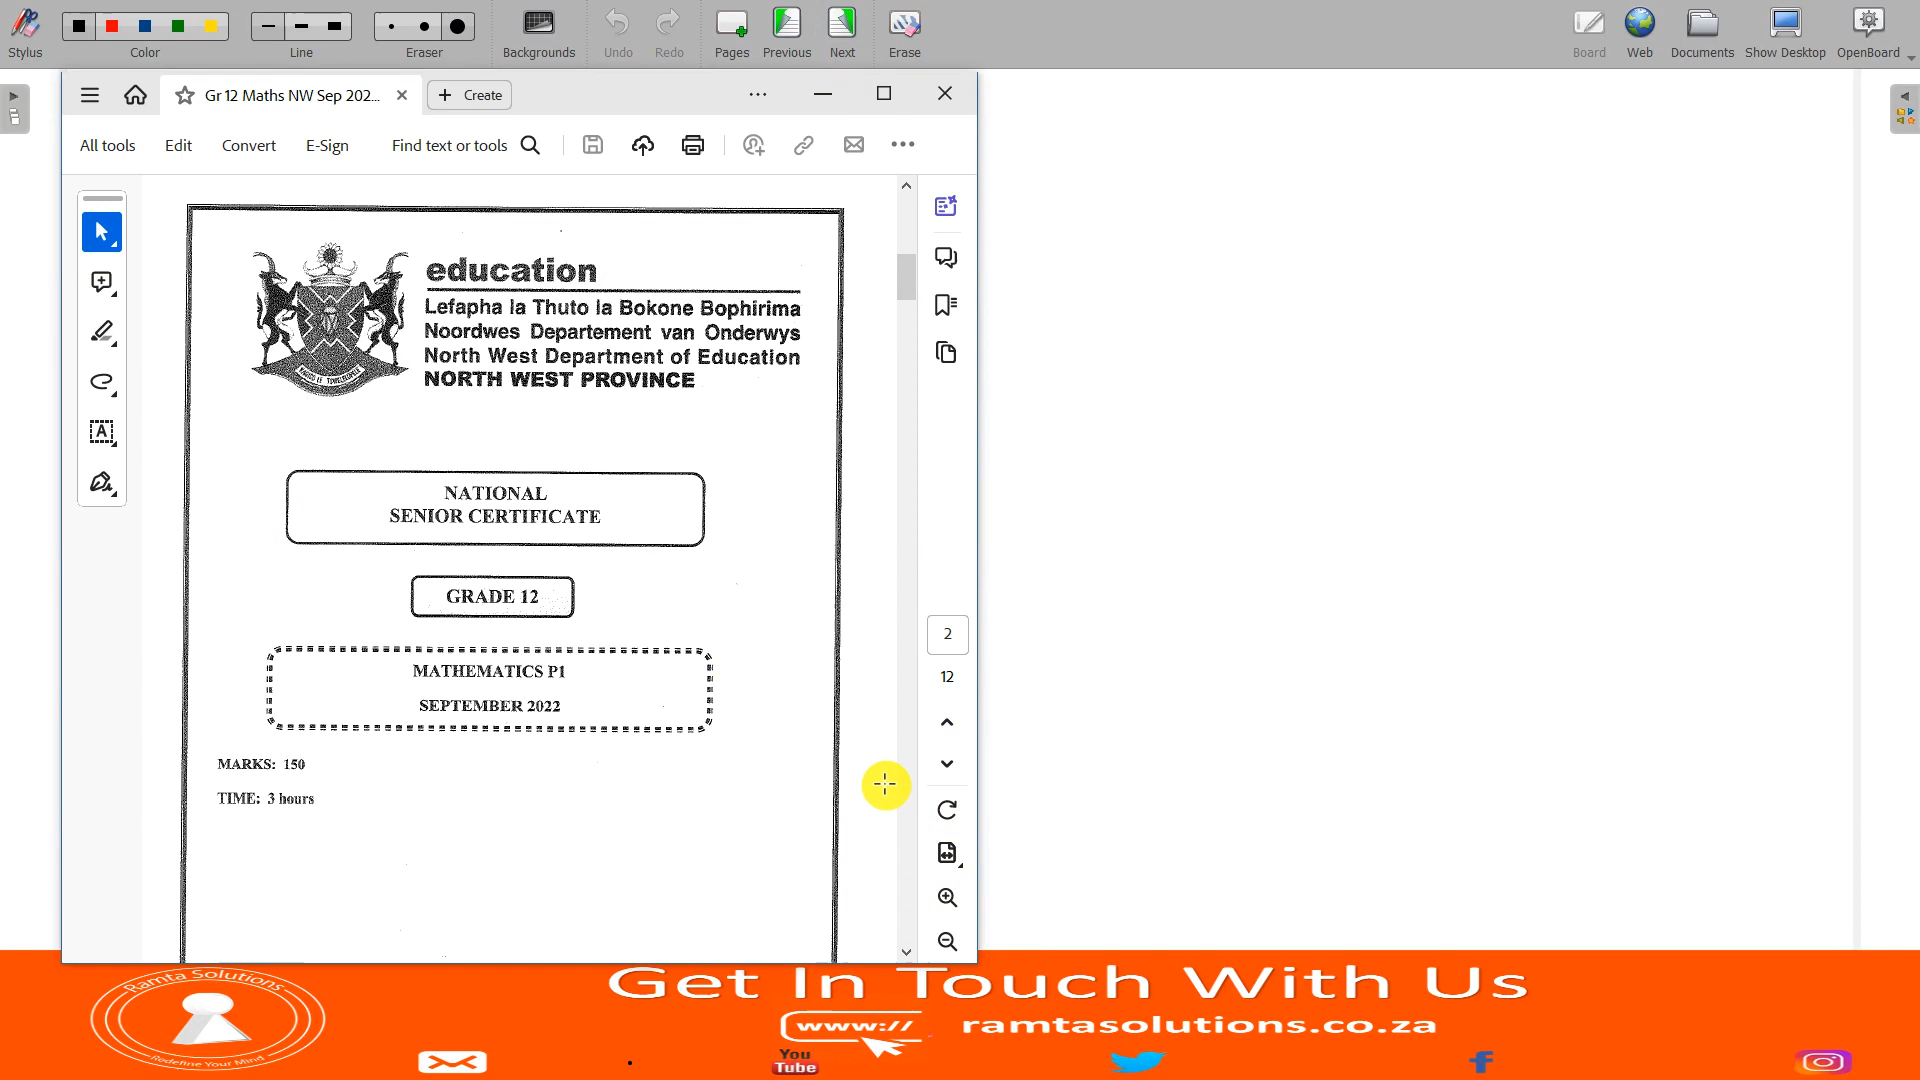 Stylus
Color
Line
Eraser
Backgrounds
Undo
Redo
Pages
Previous
Next
Erase
Board
Web
Documents
Show Desktop
OpenBoard
Gr 12 Maths NW Sep 202...
Create
All tools
Edit
Convert
E-Sign
Find text or tools
education
Lefapha la Thuto la Bokone Bophirima
Noordwes Departement van Onderwys
North West Department of Education
NORTH WEST PROVINCE
NATIONAL
SENIOR CERTIFICATE
GRADE 12
MATHEMATICS P1
SEPTEMBER 2022
MARKS: 150
TIME: 3 hours
2
12
Ramta Solutions
Redefine Your Mind
Get In Touch With Us
www://
ramtasolutions.co.za
You
Tube